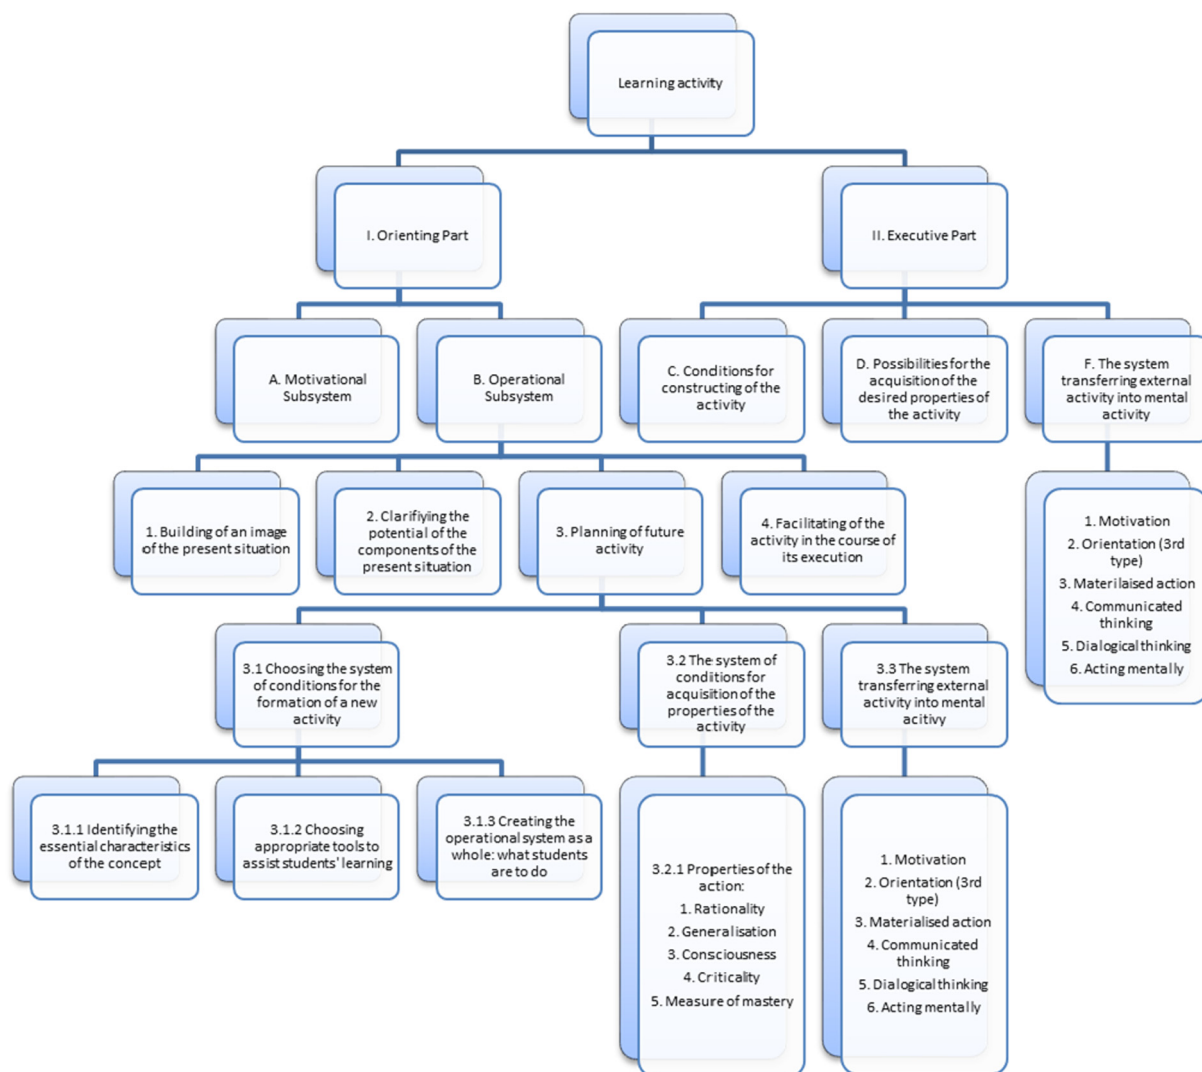 Learning activity
I. Orienting Part
II. Executive Part
A. Motivational
Subsystem
B. Operational
Subsystem
C. Conditions for
constructing of the
activity
D. Possibilities for the
acquisition of the
desired properties of
the activity
F. The system
transferring external
activity into mental
activity
1. Building of an image
of the present situation
2. Clarifiying the
potential of the
components of the
present situation
3. Planning of future
activity
4. Facilitating of the
activity in the course of
its execution
1. Motivation
2. Orientation (3rd
type)
3. Materilaised action
4. Communicated
thinking
5. Dialogical thinking
6. Acting mentally
3.1 Choosing the system
of conditions for the
formation of a new
activity
3.2 The system of
conditions for
acquisition of the
properties of the
activity
3.3 The system
transferring external
activity into mental
acitivy
3.1.1 Identifying the
essential characteristics
of the concept
3.1.2 Choosing
appropriate tools to
assist students' learning
3.1.3 Creating the
operational system as a
whole: what students
are to do
3.2.1 Properties of the
action:
1. Rationality
2. Generalisation
3. Consciousness
4. Criticality
5. Measure of mastery
1. Motivation
2. Orientation (3rd
type)
3. Materialised action
4. Communicated
thinking
5. Dialogical thinking
6. Acting mentally